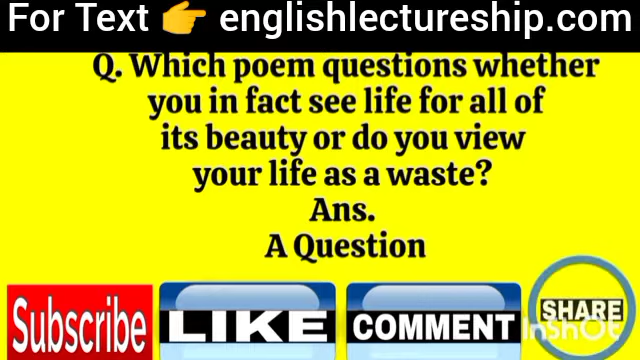 For Text 👉 englishlectureship.com
Q. Which poem questions whether
you in fact see life for all of
its beauty or do you view
your life as a waste?
Ans.
A Question
Subscribe
LIKE
COMMENT
SHARE
InShOt